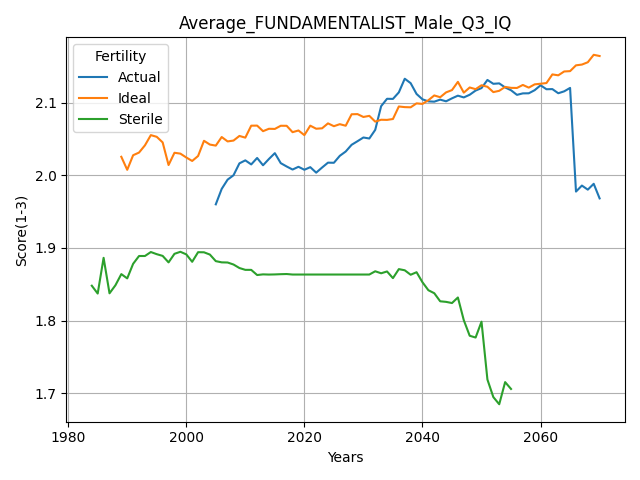 Average_FUNDAMENTALIST_Male_Q3_IQ
Fertility
Actual
Ideal
Sterile
Score(1-3)
2.1
2.0
1.9
1.8
1.7
1980
2000
2020
2040
2060
Years